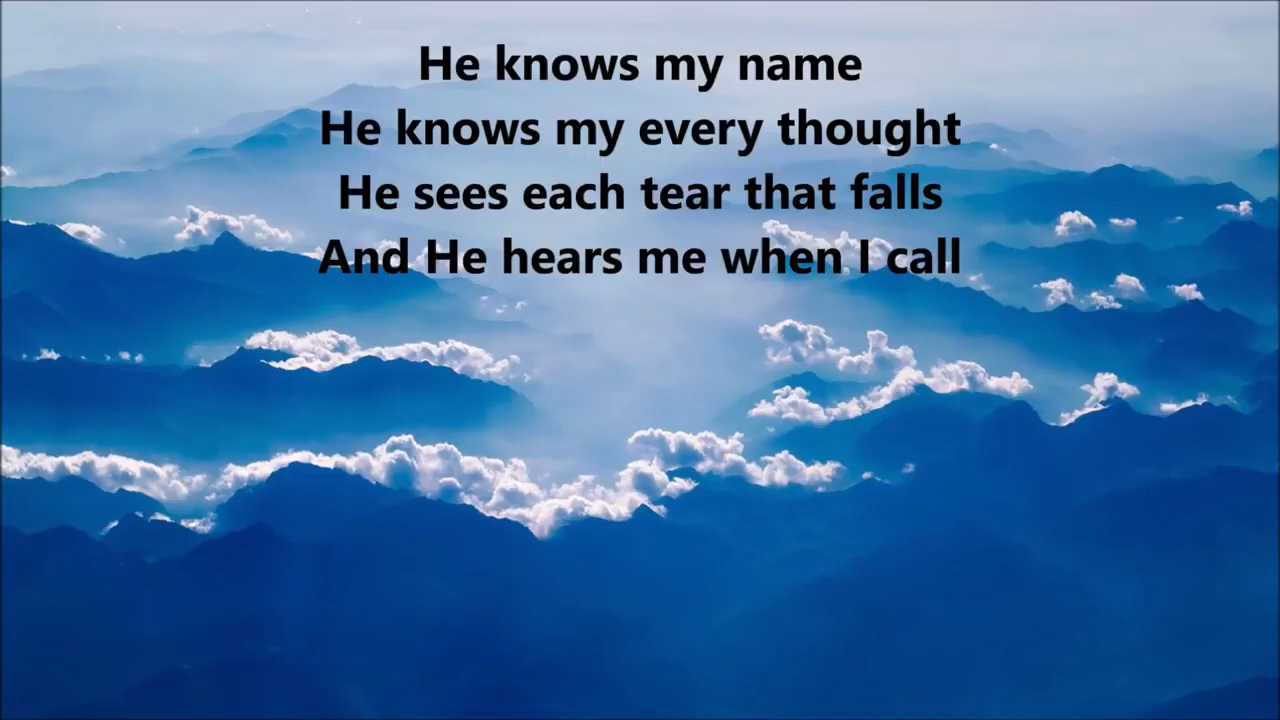 He knows my name
He knows my every thought
He sees each tear that falls
And He hears me when I call